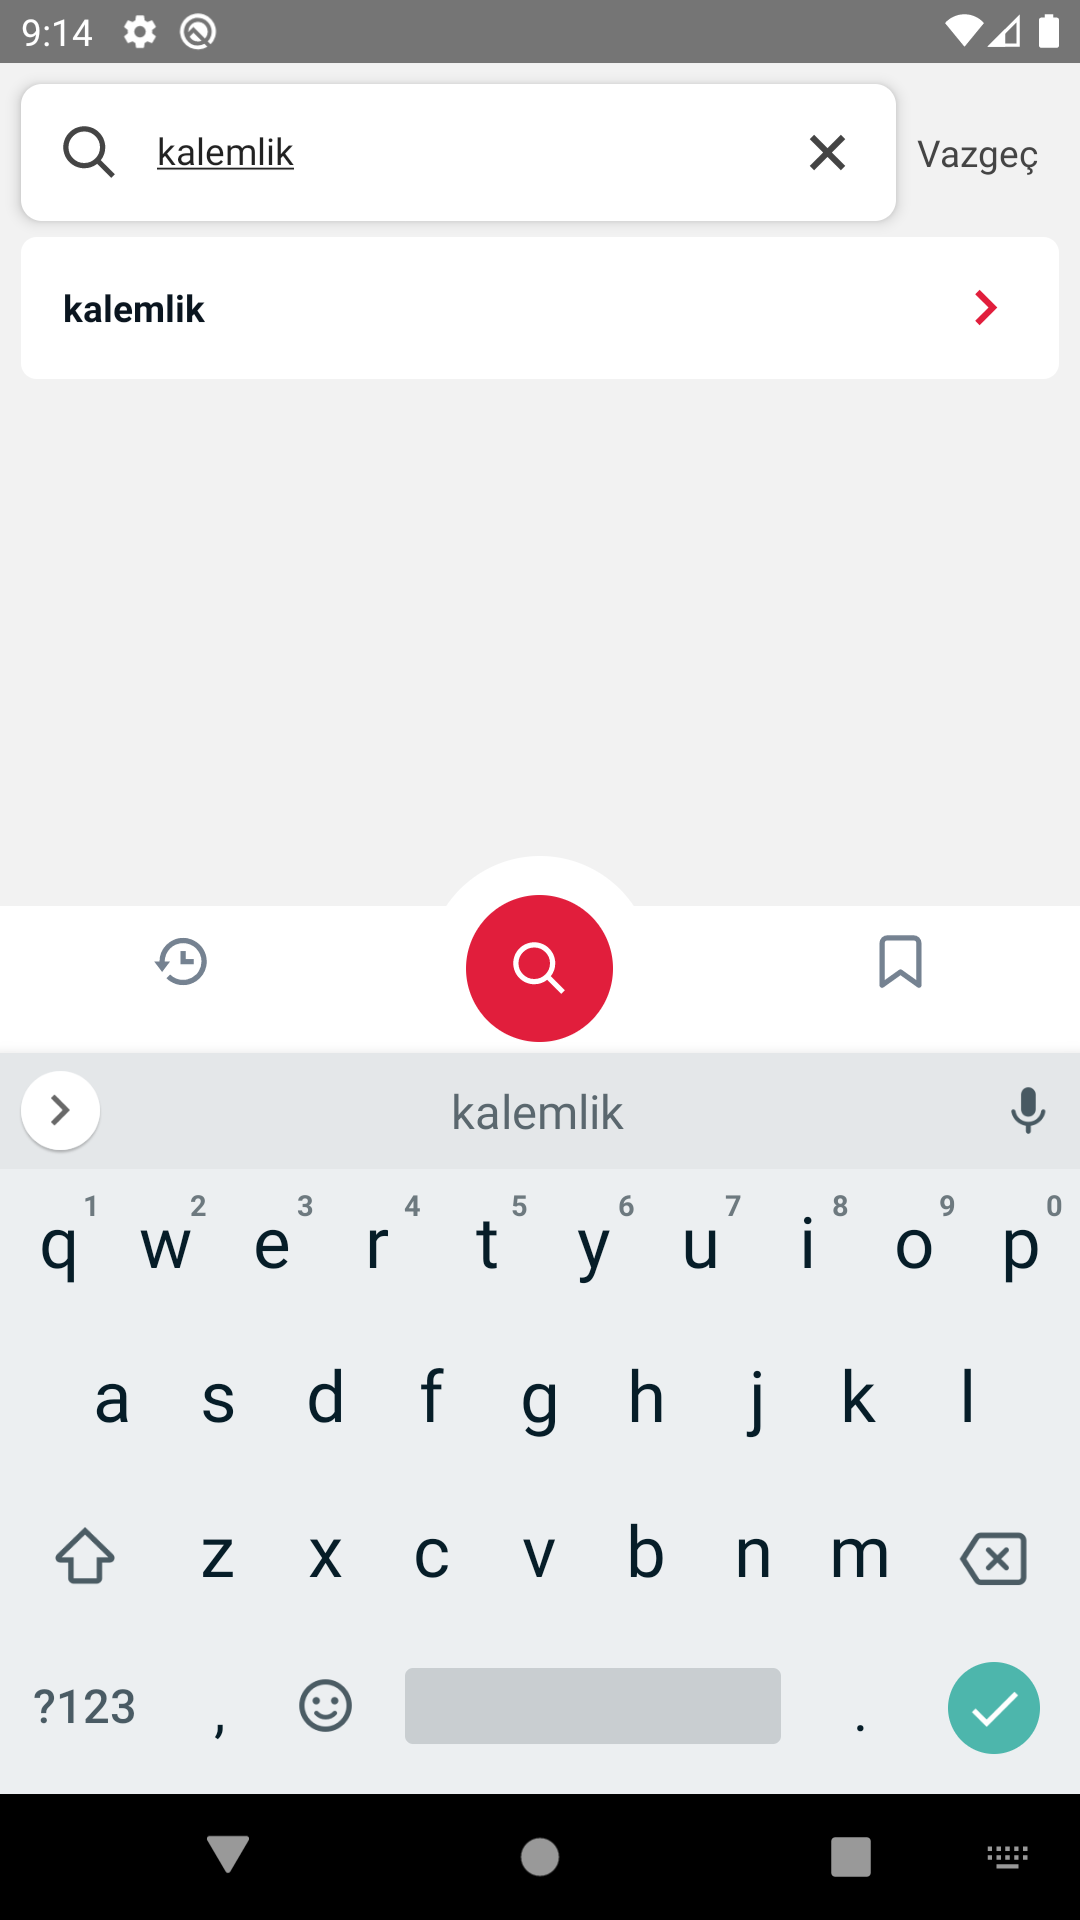 9:14
kalemlik
Vazgeç
kalemlik
kalemlik
1 2 3 4 5 6 7 8 9 0
q w e r t y u i o p
a s d f g h j k l
z x c v b n m
?123 , .